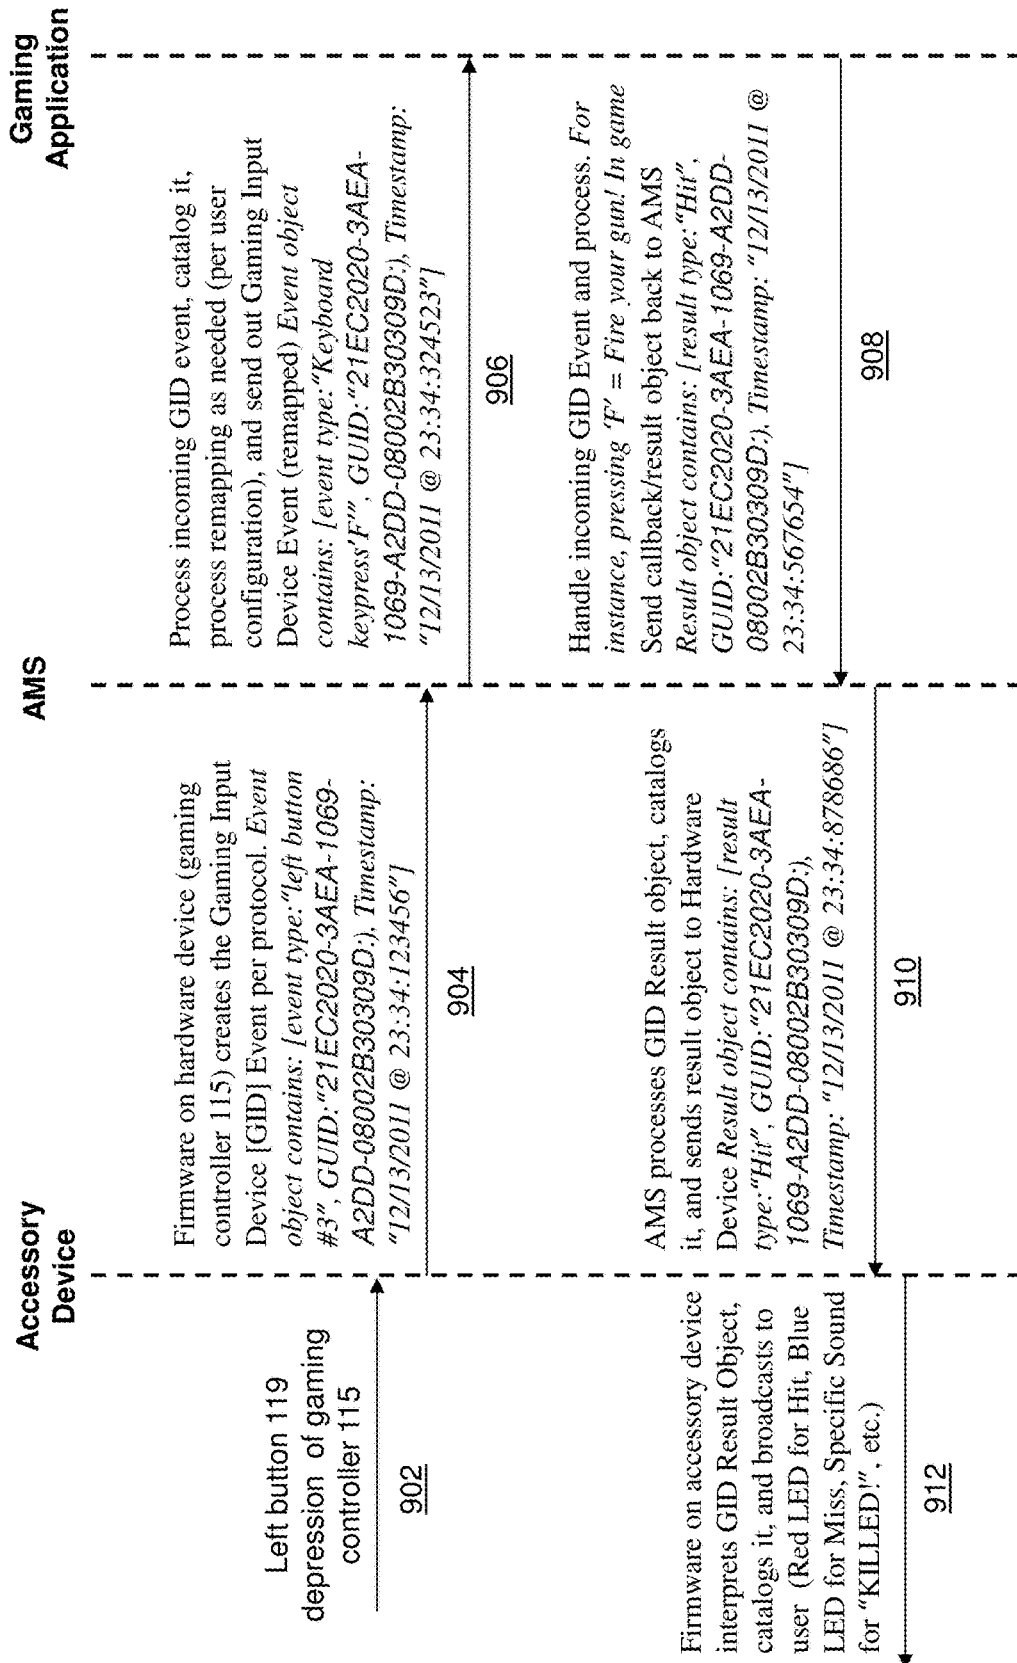 Accessory
Device
AMS
Gaming
Application
Left button 119
depression of gaming
controller 115
902
Firmware on hardware device (gaming
controller 115) creates the Gaming Input
Device [GID] Event per protocol. Event
object contains: [event type:“left button
#3”, GUID:“21EC2020-3AEA-1069-
A2DD-08002B30309D:), Timestamp:
“12/13/2011 @ 23:34:123456”]
904
Process incoming GID event, catalog it,
process remapping as needed (per user
configuration), and send out Gaming Input
Device Event (remapped) Event object
contains: [event type:“Keyboard
keypress‘F’”, GUID:“21EC2020-3AEA-
1069-A2DD-08002B30309D:), Timestamp:
“12/13/2011 @ 23:34:324523”]
906
Handle incoming GID Event and process. For
instance, pressing ‘F’ = Fire your gun! In game
Send callback/result object back to AMS
Result object contains: [result type:“Hit”,
GUID:“21EC2020-3AEA-1069-A2DD-
08002B30309D:), Timestamp: “12/13/2011 @
23:34:567654”]
908
AMS processes GID Result object, catalogs
it, and sends result object to Hardware
Device Result object contains: [result
type:“Hit”, GUID:“21EC2020-3AEA-
1069-A2DD-08002B30309D:),
Timestamp: “12/13/2011 @ 23:34:878686”]
910
Firmware on accessory device
interprets GID Result Object,
catalogs it, and broadcasts to
user (Red LED for Hit, Blue
LED for Miss, Specific Sound
for “KILLED!”, etc.)
912